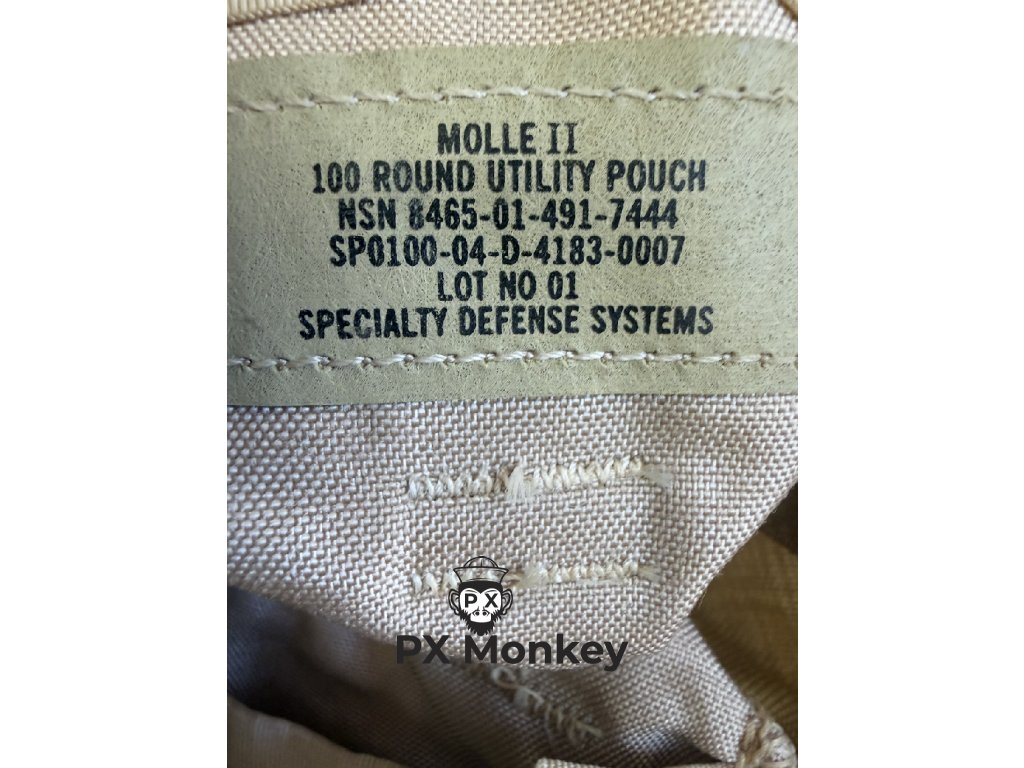 MOLLE II
100 ROUND UTILITY POUCH
NSN 8465-01-491-7444
SP0100-04-D-4183-0007
LOT NO 01
SPECIALTY DEFENSE SYSTEMS
PX
PX Monkey